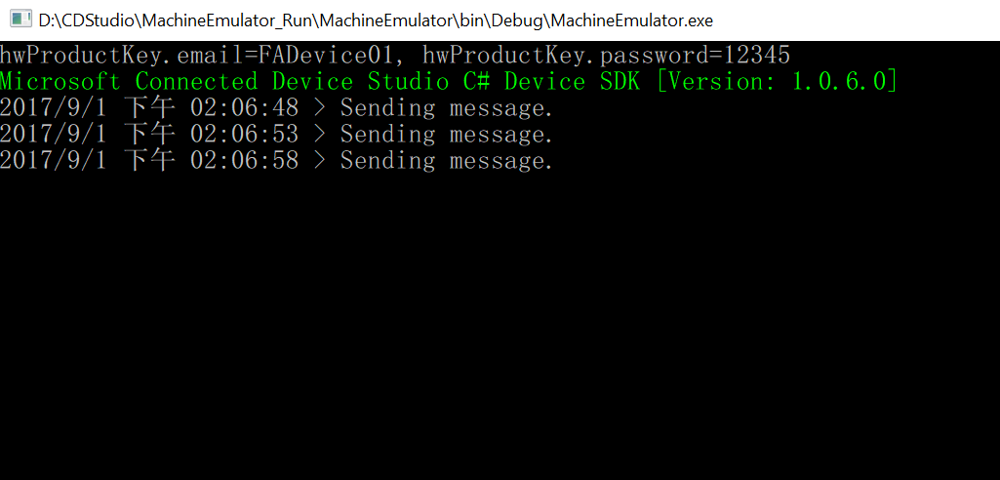 D:\CDStudio\MachineEmulator_Run\MachineEmulator\bin\Debug\MachineEmulator.exe
hwProductKey.email=FADevice01, hwProductKey.password=12345
Microsoft Connected Device Studio C# Device SDK [Version: 1.0.6.0]
2017/9/1 下午 02:06:48 > Sending message.
2017/9/1 下午 02:06:53 > Sending message.
2017/9/1 下午 02:06:58 > Sending message.